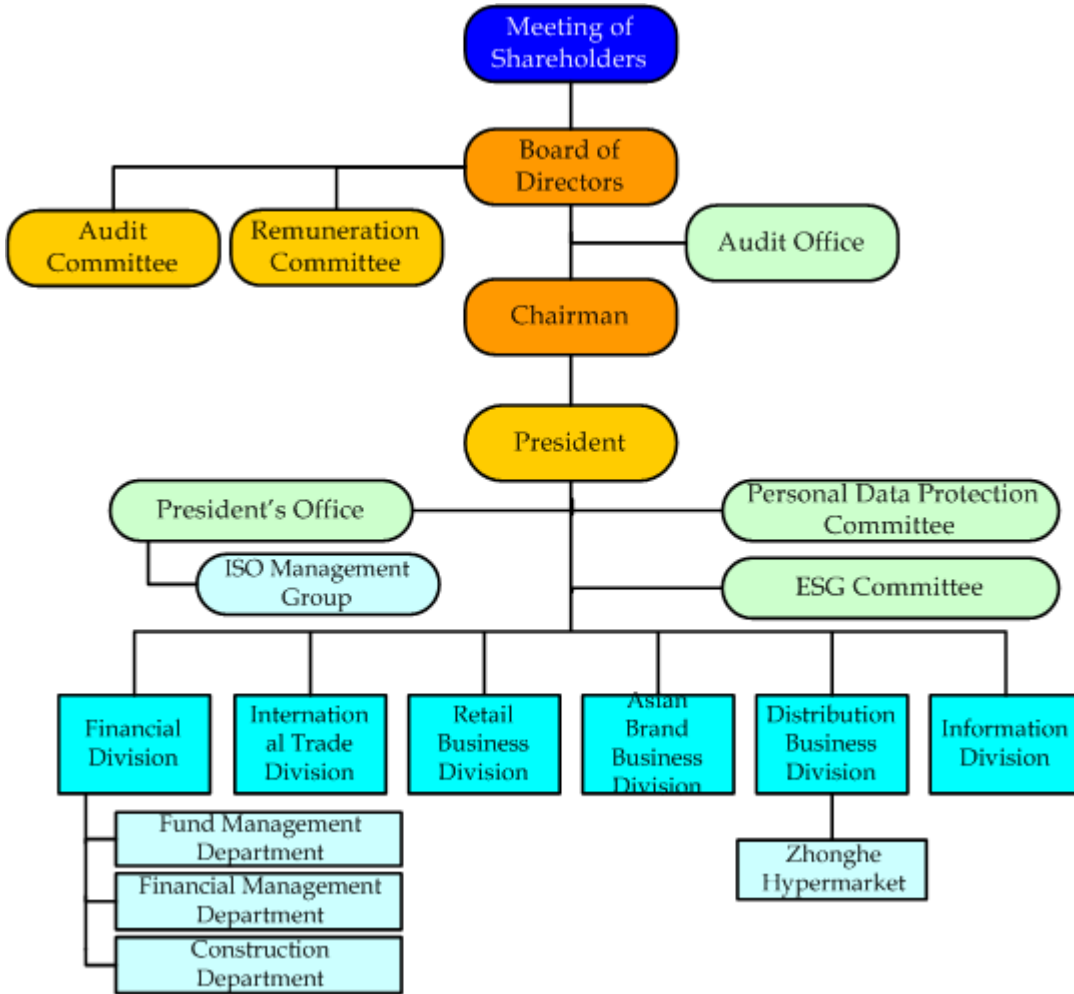 Meeting of
Shareholders
Board of
Directors
Audit
Committee
Remuneration
Committee
Audit Office
Chairman
President
President's Office
Personal Data Protection
Committee
ISO Management
Group
ESG Committee
Financial
Division
Internation
al Trade
Division
Retail
Business
Division
Asian
Brand
Business
Division
Distribution
Business
Division
Information
Division
Fund Management
Department
Financial Management
Department
Construction
Department
Zhonghe
Hypermarket